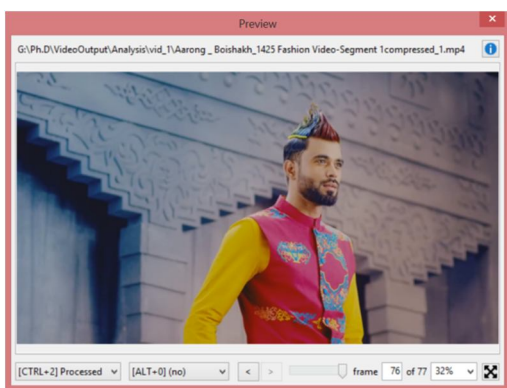 Preview
G:\Ph.D\VideoOutput\Analysis\vid_1\Aarong _ Boishakh_1425 Fashion Video-Segment 1compressed_1.mp4
[CTRL+2] Processed [ALT+0] (no) < > frame 76 of 77 32%